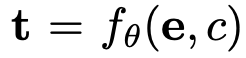 t = f_θ(e, c)